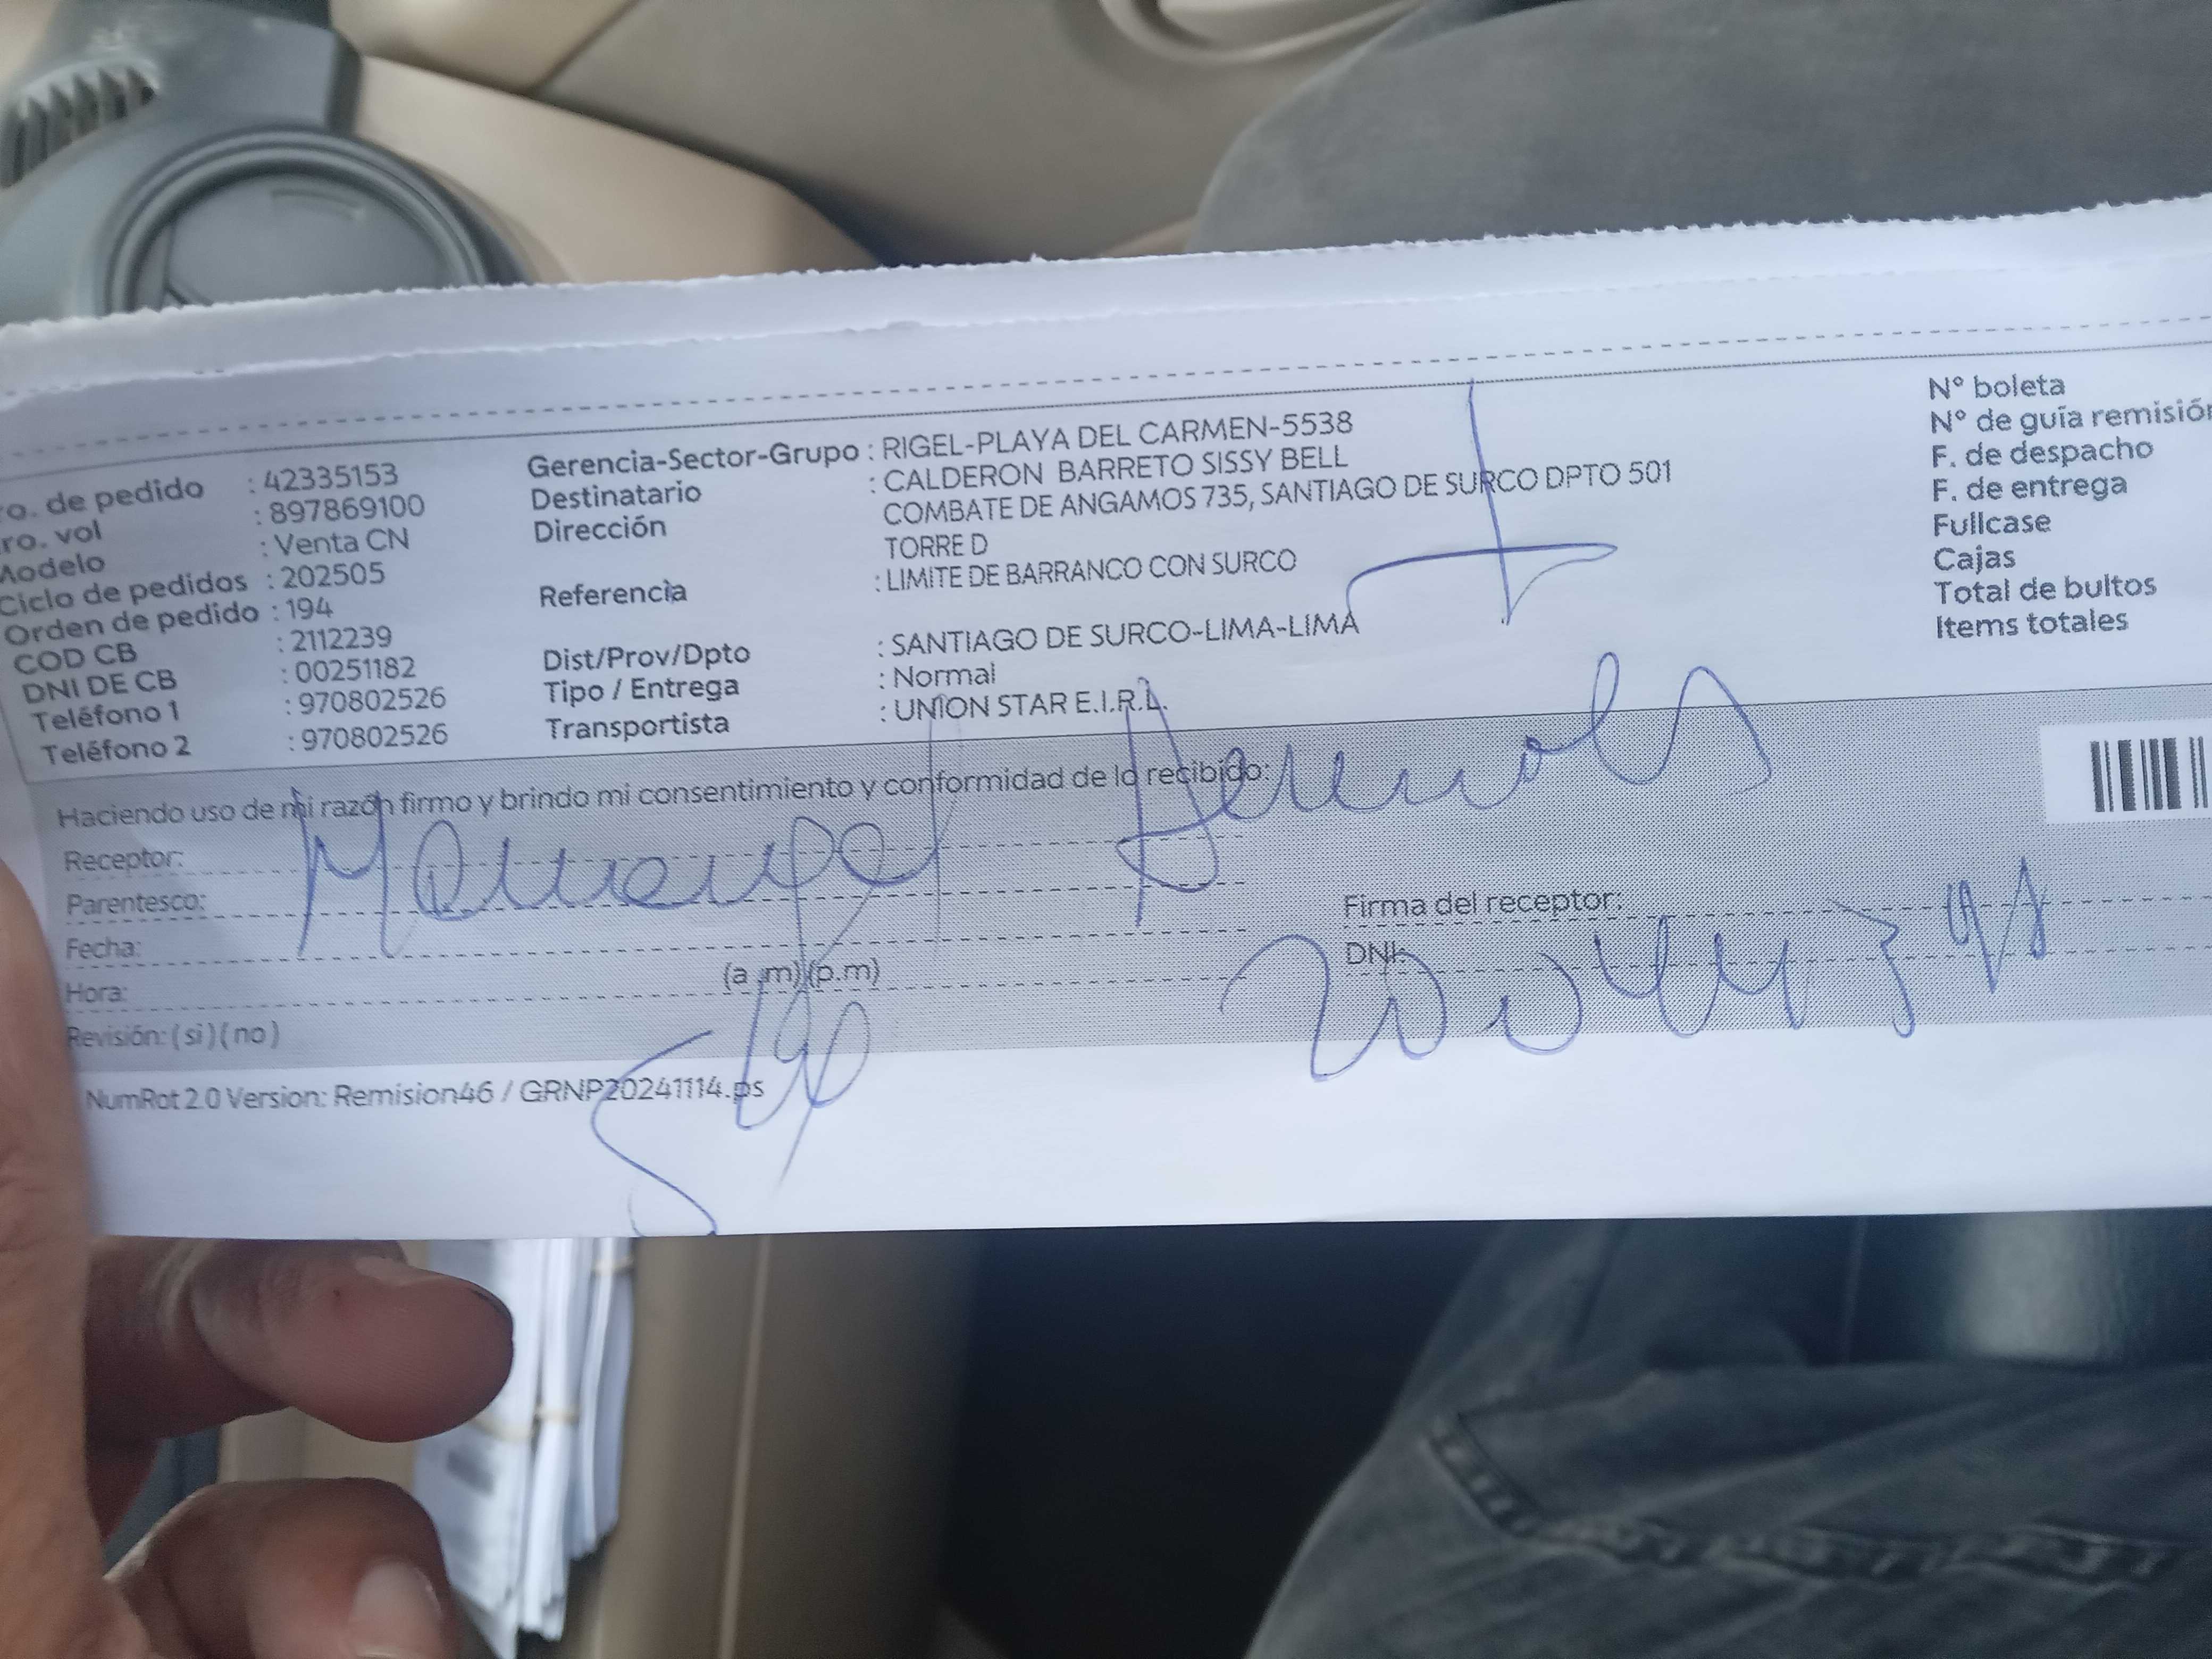 ro. de pedido : 42335153
ro. vol : 897869100
Modelo : Venta CN
Ciclo de pedidos : 202505
Orden de pedido : 194
COD CB : 2112239
DNI DE CB : 00251182
Teléfono 1 : 970802526
Teléfono 2 : 970802526
Gerencia-Sector-Grupo : RIGEL-PLAYA DEL CARMEN-5538
Destinatario : CALDERON BARRETO SISSY BELL
Dirección COMBATE DE ANGAMOS 735, SANTIAGO DE SURCO DPTO 501
TORRE D
Referencia : LIMITE DE BARRANCO CON SURCO
Dist/Prov/Dpto : SANTIAGO DE SURCO-LIMA-LIMA
Tipo / Entrega : Normal
Transportista : UNION STAR E.I.R.L.
N° boleta
N° de guía remisión
F. de despacho
F. de entrega
Fullcase
Cajas
Total de bultos
Items totales
Haciendo uso de mi razón firmo y brindo mi consentimiento y conformidad de lo recibido:
Receptor:
Parentesco:
Fecha:
Hora: (a.m)(p.m)
Revisión: (si)(no)
Firma del receptor:
DNI:
NumRot 2.0 Version: Remision46 / GRNP20241114.ps